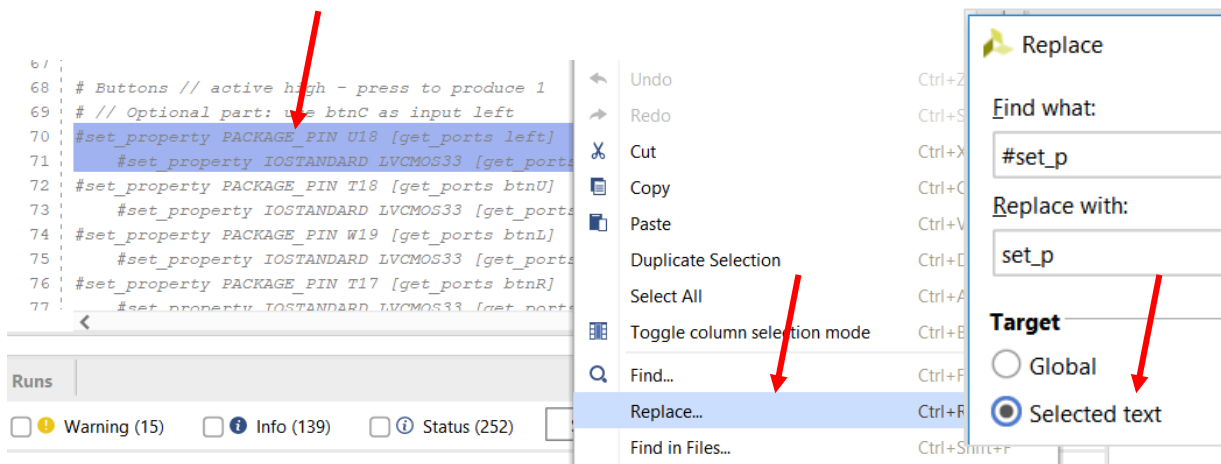 67
68 # Buttons // active high - press to produce 1
69 # // Optional part: use btnC as input left
70 #set_property PACKAGE_PIN U18 [get_ports left]
71 #set_property IOSTANDARD LVCMOS33 [get_ports
72 #set_property PACKAGE_PIN T18 [get_ports btnU]
73 #set_property IOSTANDARD LVCMOS33 [get_ports
74 #set_property PACKAGE_PIN W19 [get_ports btnL]
75 #set_property IOSTANDARD LVCMOS33 [get_ports
76 #set_property PACKAGE_PIN T17 [get_ports btnR]
77 #set_property IOSTANDARD LVCMOS33 [get_ports
Runs
Warning (15) Info (139) Status (252)
Undo Ctrl+Z
Redo Ctrl+S
Cut Ctrl+X
Copy Ctrl+C
Paste Ctrl+V
Duplicate Selection Ctrl+D
Select All Ctrl+A
Toggle column selection mode Ctrl+B
Find... Ctrl+F
Replace... Ctrl+R
Find in Files... Ctrl+Shift+F
Replace
Find what:
#set_p
Replace with:
set_p
Target
Global
Selected text